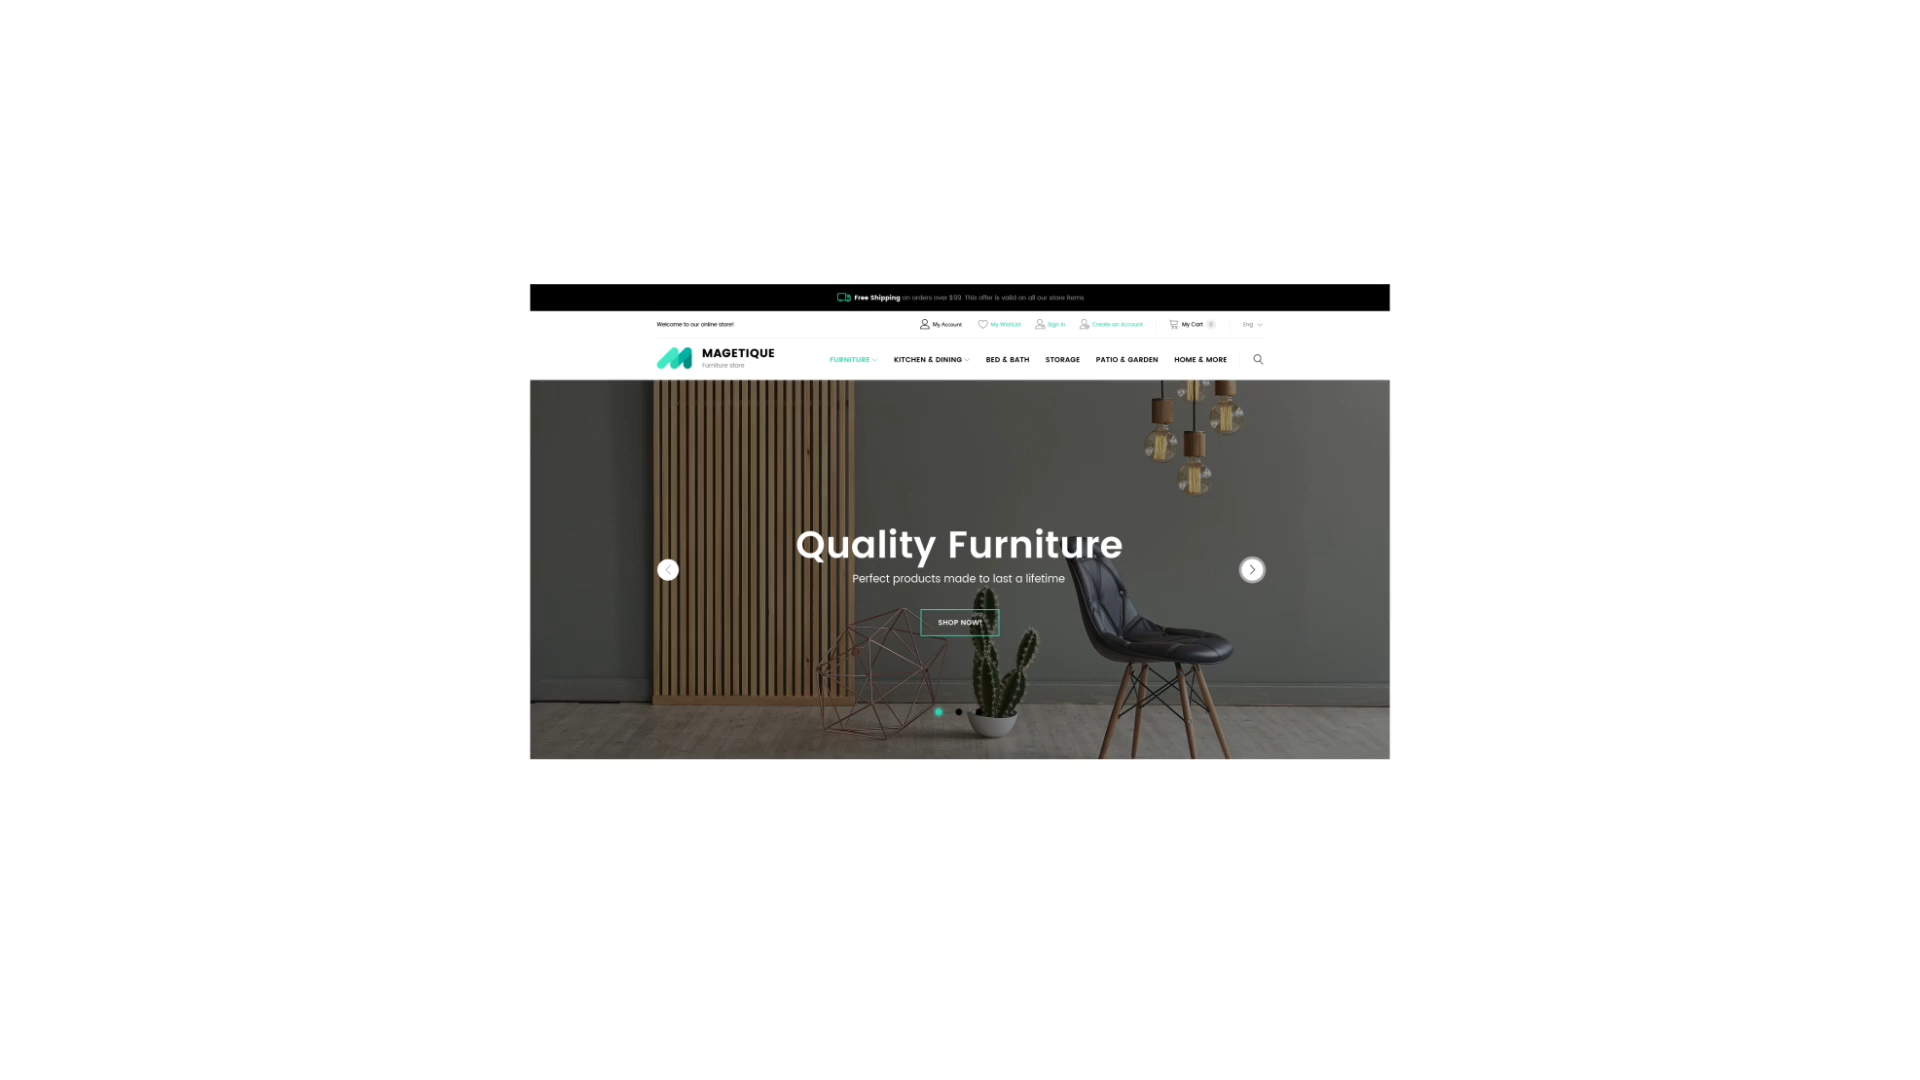 Free Shipping on orders over $99. This offer is valid on all our store items.
Welcome to our online store!
My Account My Wishlist Sign In Create an Account My Cart 0 Eng
MAGETIQUE
Furniture store
FURNITURE KITCHEN & DINING BED & BATH STORAGE PATIO & GARDEN HOME & MORE
Quality Furniture
Perfect products made to last a lifetime
SHOP NOW!